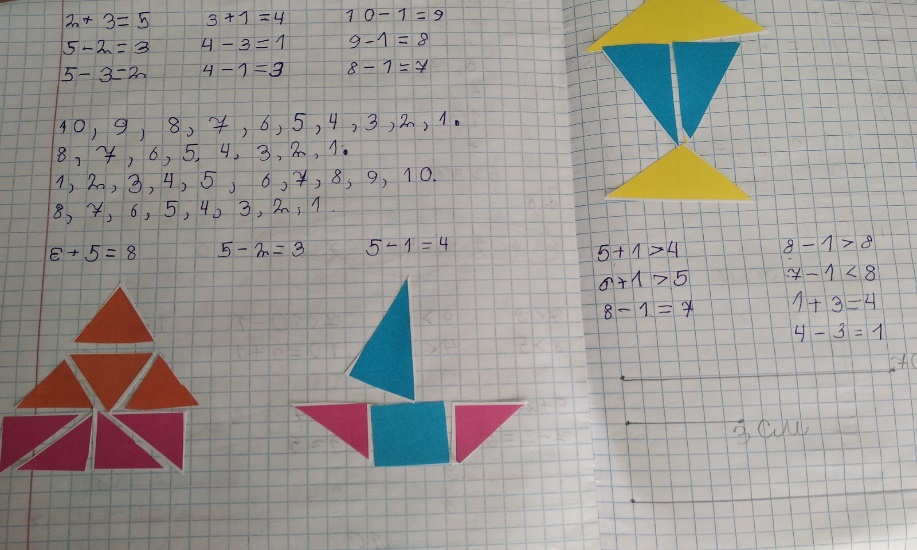 2+3=5 3+1=4 10-1=9
5-2=3 4-3=1 9-1=8
5-3=2 4-1=3 8-1=7
10, 9, 8, 7, 6, 5, 4, 3, 2, 1.
8, 7, 6, 5, 4, 3, 2, 1.
1, 2, 3, 4, 5, 6, 7, 8, 9, 10.
8, 7, 6, 5, 4, 3, 2, 1.
Ɛ+5=8 5-2=3 5-1=4
5+1>4 8-1>8
6+1>5 7-1<8
8-1=7 1+3=4
4-3=1
3 см